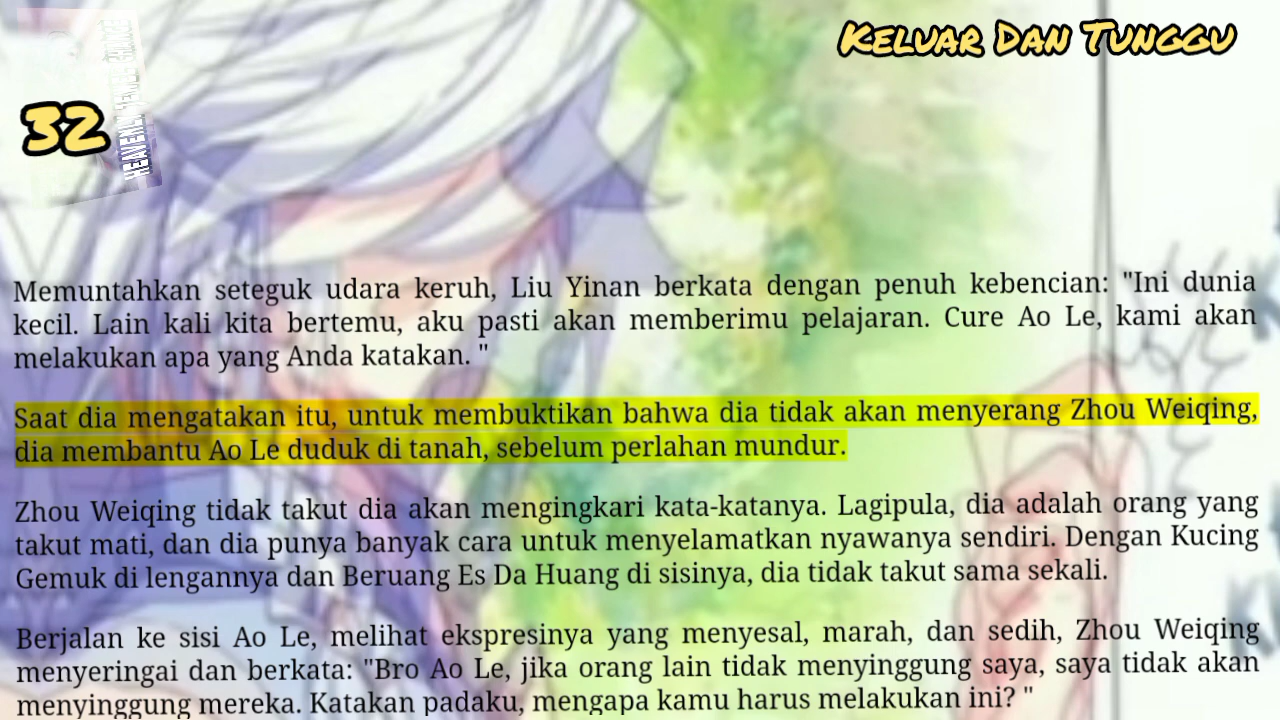 Keluar Dan Tunggu
32
Memuntahkan seteguk udara keruh, Liu Yinan berkata dengan penuh kebencian: "Ini dunia
kecil. Lain kali kita bertemu, aku pasti akan memberimu pelajaran. Cure Ao Le, kami akan
melakukan apa yang Anda katakan. "
Saat dia mengatakan itu, untuk membuktikan bahwa dia tidak akan menyerang Zhou Weiqing,
dia membantu Ao Le duduk di tanah, sebelum perlahan mundur.
Zhou Weiqing tidak takut dia akan mengingkari kata-katanya. Lagipula, dia adalah orang yang
takut mati, dan dia punya banyak cara untuk menyelamatkan nyawanya sendiri. Dengan Kucing
Gemuk di lengannya dan Beruang Es Da Huang di sisinya, dia tidak takut sama sekali.
Berjalan ke sisi Ao Le, melihat ekspresinya yang menyesal, marah, dan sedih, Zhou Weiqing
menyeringai dan berkata: "Bro Ao Le, jika orang lain tidak menyinggung saya, saya tidak akan
menyinggung mereka. Katakan padaku, mengapa kamu harus melakukan ini? "